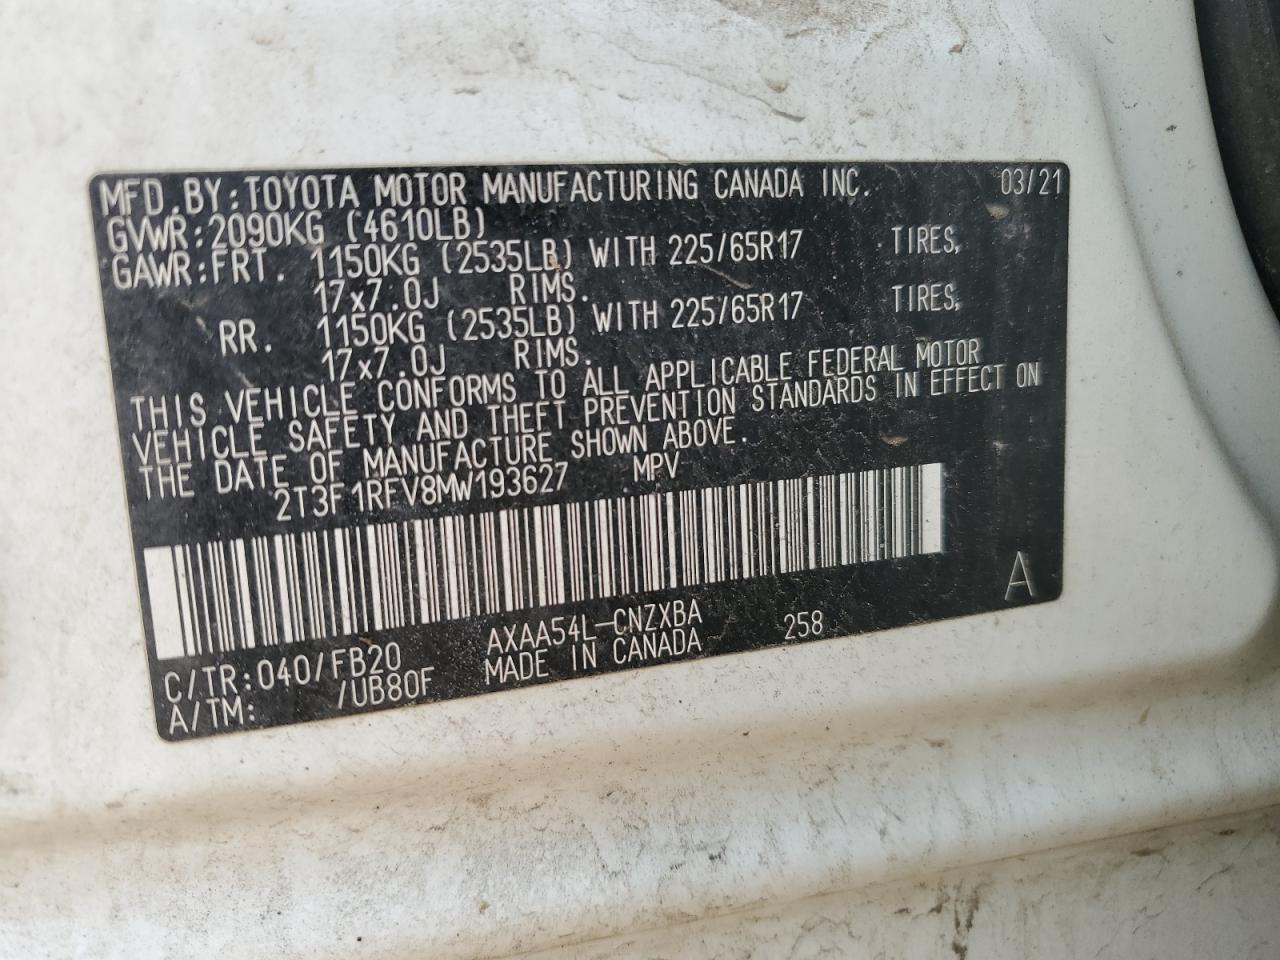 MFD.BY:TOYOTA MOTOR MANUFACTURING CANADA INC. 03/21
GVWR:2090KG (4610LB)
GAWR:FRT. 1150KG (2535LB) WITH 225/65R17 TIRES,
17x7.0J RIMS.
RR. 1150KG (2535LB) WITH 225/65R17 TIRES,
17x7.0J RIMS.
THIS VEHICLE CONFORMS TO ALL APPLICABLE FEDERAL MOTOR
VEHICLE SAFETY AND THEFT PREVENTION STANDARDS IN EFFECT ON
THE DATE OF MANUFACTURE SHOWN ABOVE.
2T3F1RFV8MW193627 MPV
A
C/TR:040/FB20 AXAA54L-CNZXBA 258
A/TM: /UB80F MADE IN CANADA